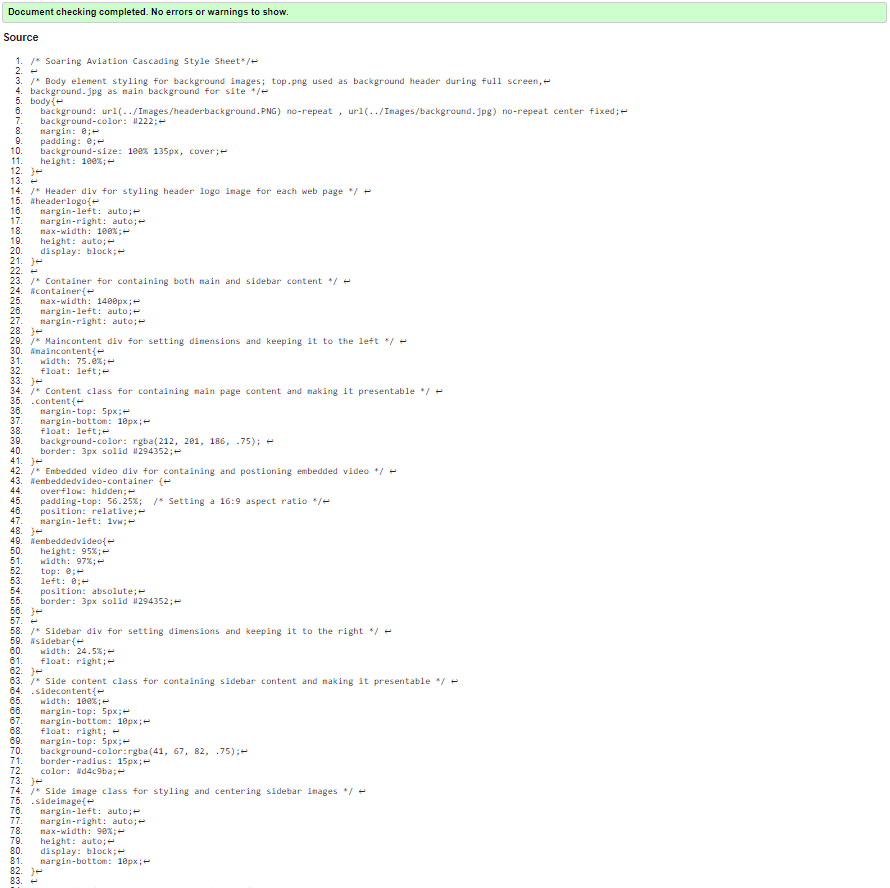 Document checking completed. No errors or warnings to show.
Source
1. /* Soaring Aviation Cascading Style Sheet*/↩
2. ↩
3. /* Body element styling for background images; top.png used as background header during full screen,↩
4. background.jpg as main background for site */↩
5. body{↩
6. background: url(../Images/headerbackground.PNG) no-repeat , url(../Images/background.jpg) no-repeat center fixed;↩
7. background-color: #222;↩
8. margin: 0;↩
9. padding: 0;↩
10. background-size: 100% 135px, cover;↩
11. height: 100%;↩
12. }↩
13. ↩
14. /* Header div for styling header logo image for each web page */ ↩
15. #headerlogo{↩
16. margin-left: auto;↩
17. margin-right: auto;↩
18. max-width: 100%;↩
19. height: auto;↩
20. display: block;↩
21. }↩
22. ↩
23. /* Container for containing both main and sidebar content */ ↩
24. #container{↩
25. max-width: 1400px;↩
26. margin-left: auto;↩
27. margin-right: auto;↩
28. }↩
29. /* Maincontent div for setting dimensions and keeping it to the left */ ↩
30. #maincontent{↩
31. width: 75.0%;↩
32. float: left;↩
33. }↩
34. /* Content class for containing main page content and making it presentable */ ↩
35. .content{↩
36. margin-top: 5px;↩
37. margin-bottom: 10px;↩
38. float: left;↩
39. background-color: rgba(212, 201, 186, .75); ↩
40. border: 3px solid #294352;↩
41. }↩
42. /* Embedded video div for containing and postioning embedded video */ ↩
43. #embeddedvideo-container {↩
44. overflow: hidden;↩
45. padding-top: 56.25%; /* Setting a 16:9 aspect ratio */↩
46. position: relative;↩
47. margin-left: 1vw;↩
48. }↩
49. #embeddedvideo{↩
50. height: 95%;↩
51. width: 97%;↩
52. top: 0;↩
53. left: 0;↩
54. position: absolute;↩
55. border: 3px solid #294352;↩
56. }↩
57. ↩
58. /* Sidebar div for setting dimensions and keeping it to the right */ ↩
59. #sidebar{↩
60. width: 24.5%;↩
61. float: right;↩
62. }↩
63. /* Side content class for containing sidebar content and making it presentable */ ↩
64. .sidecontent{↩
65. width: 100%;↩
66. margin-top: 5px;↩
67. margin-bottom: 10px;↩
68. float: right; ↩
69. margin-top: 5px;↩
70. background-color:rgba(41, 67, 82, .75);↩
71. border-radius: 15px;↩
72. color: #d4c9ba;↩
73. }↩
74. /* Side image class for styling and centering sidebar images */ ↩
75. .sideimage{↩
76. margin-left: auto;↩
77. margin-right: auto;↩
78. max-width: 90%;↩
79. height: auto;↩
80. display: block;↩
81. margin-bottom: 10px;↩
82. }↩
83. ↩